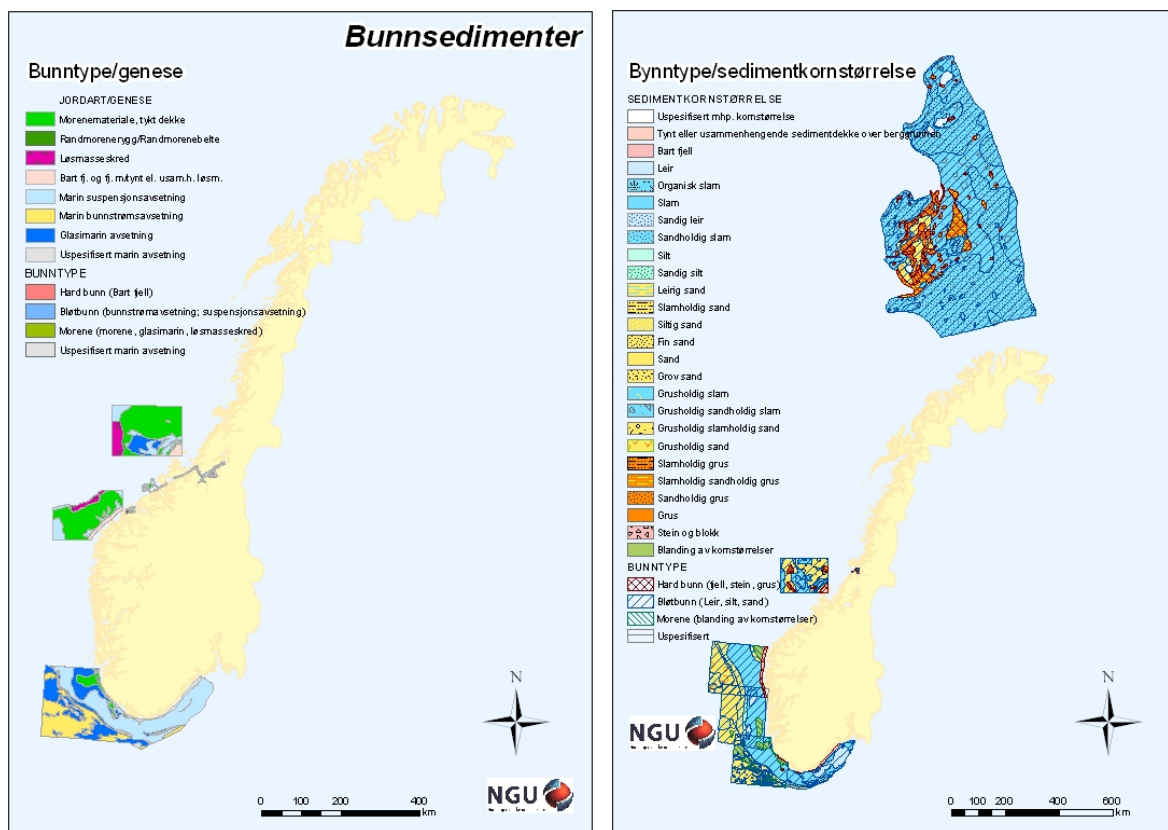 Bunnsedimenter
Bunntype/genese
JORDART/GENESE
Morenemateriale, tykt dekke
Randmorenerygg/Randmorenebelte
Løsmasseskred
Bart fj. og fj. m/tynt el. usam.h. løsm.
Marin suspensjonsavsetning
Marin bunnstrømsavsetning
Glasimarin avsetning
Uspesifisert marin avsetning
BUNNTYPE
Hard bunn (Bart fjell)
Bløtbunn (bunnstrømavsetning; suspensjonsavsetning)
Morene (morene, glasimarin, løsmasseskred)
Uspesifisert marin avsetning
N
NGU
0 100 200 400
km
Bynntype/sedimentkornstørrelse
SEDIMENTKORNSTØRRELSE
Uspesifisert mhp. kornstørrelse
Tynt eller usammenhengende sedimentdekke over berggrunnen
Bart fjell
Leir
Organisk slam
Slam
Sandig leir
Sandholdig slam
Silt
Sandig silt
Leirig sand
Slamholdig sand
Siltig sand
Fin sand
Sand
Grov sand
Grusholdig slam
Grusholdig sandholdig slam
Grusholdig slamholdig sand
Grusholdig sand
Slamholdig grus
Slamholdig sandholdig grus
Sandholdig grus
Grus
Stein og blokk
Blanding av kornstørrelser
BUNNTYPE
Hard bunn (fjell, stein, grus)
Bløtbunn (Leir, silt, sand)
Morene (blanding av kornstørrelser)
Uspesifisert
N
NGU
0 100 200 400 600
km